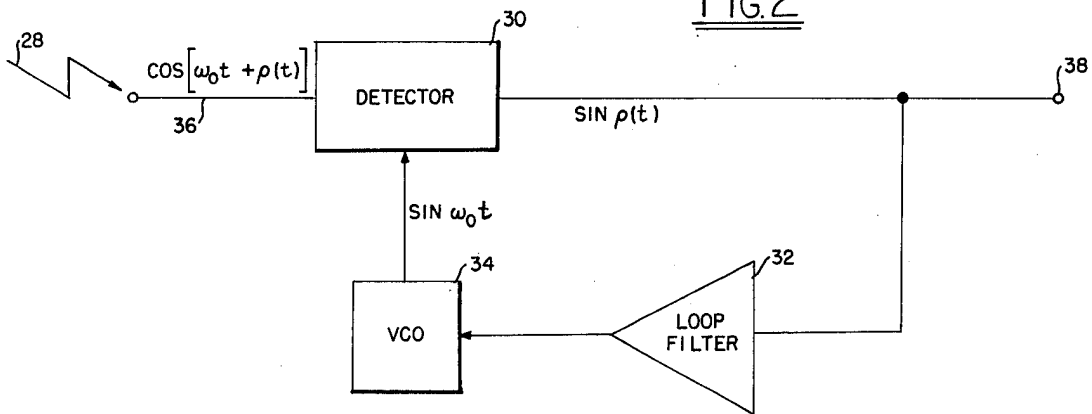 FIG. 2
30
28
COS[ω₀t + ρ(t)]
DETECTOR
38
36
SIN ρ(t)
SIN ω₀t
34
32
VCO
LOOP
FILTER